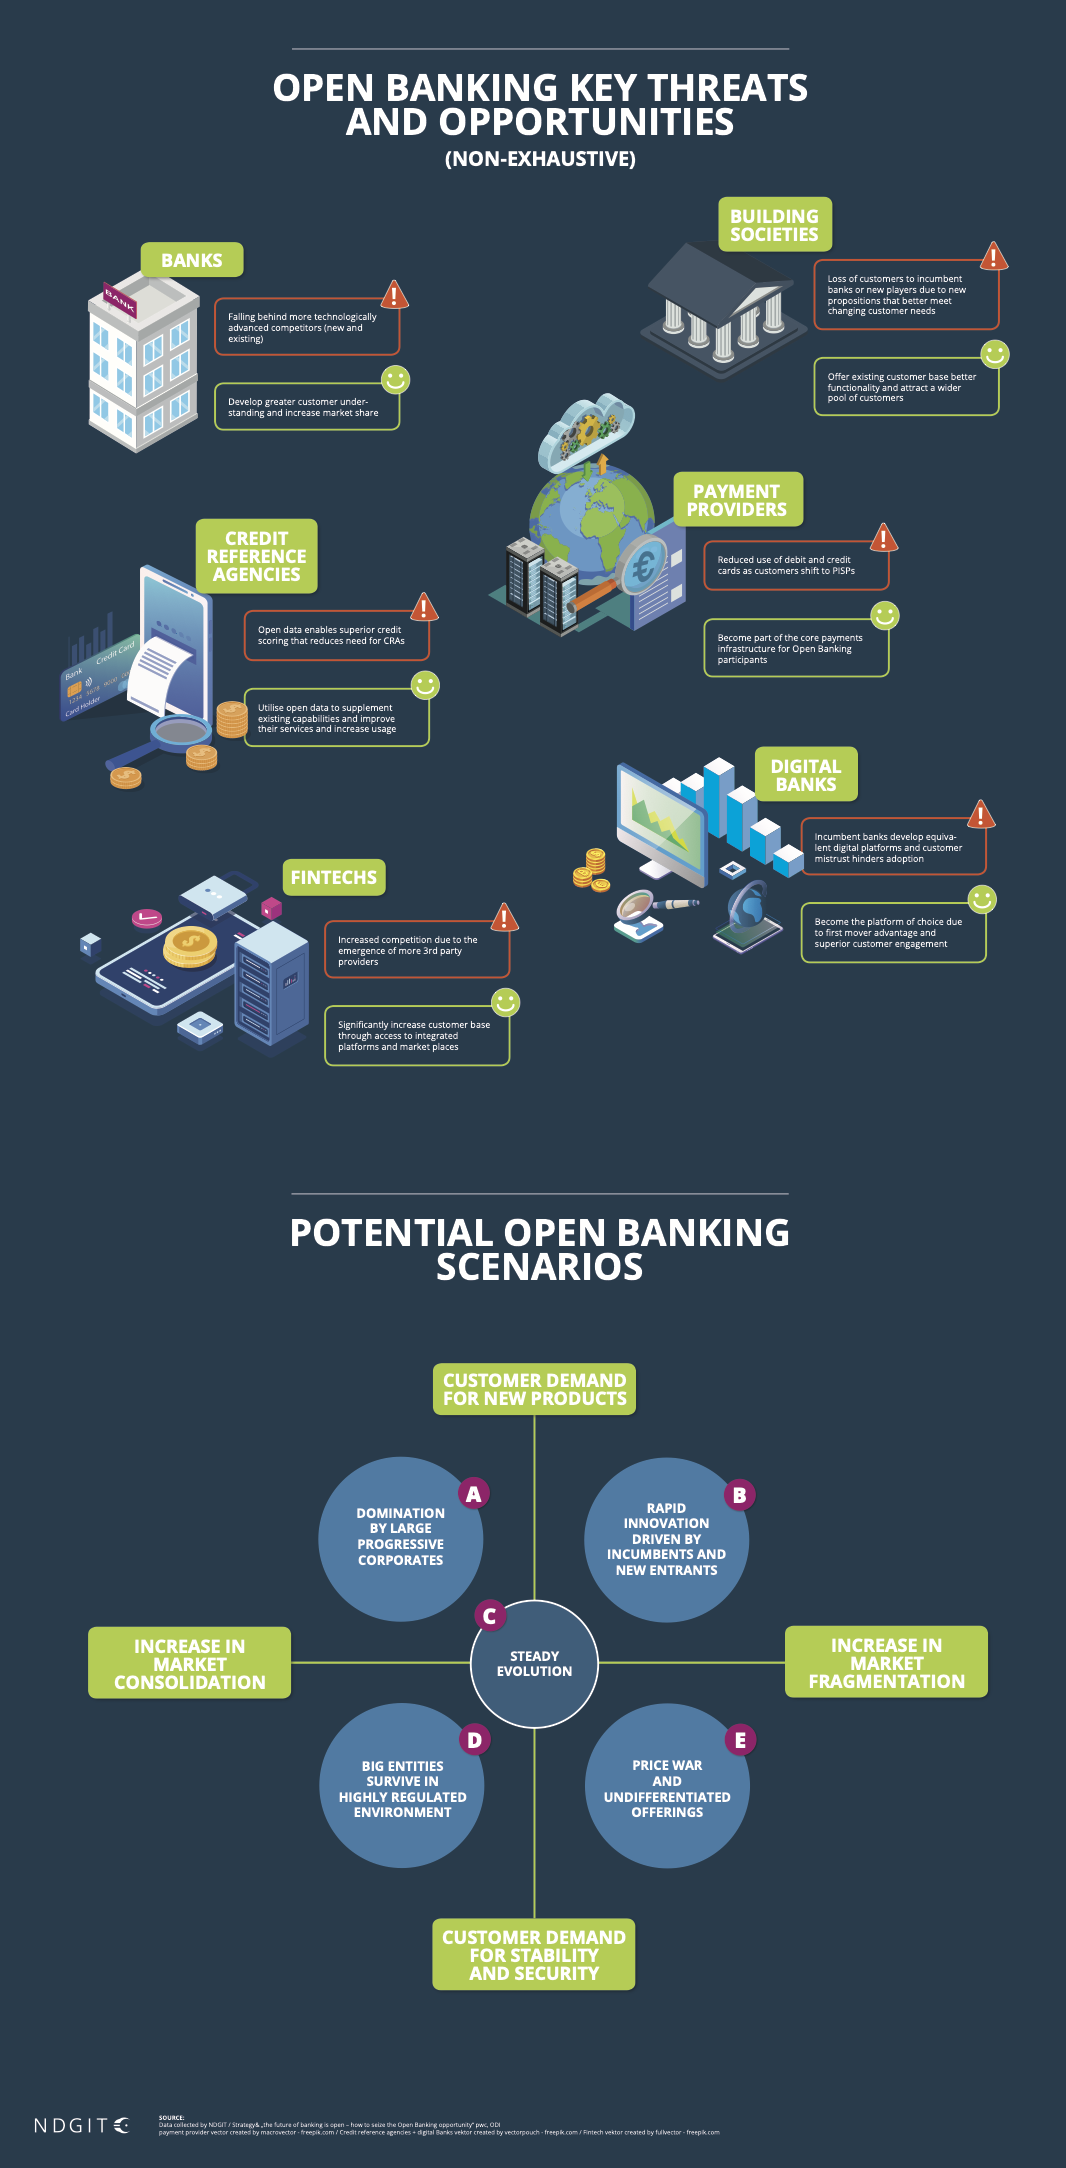 OPEN BANKING KEY THREATS
AND OPPORTUNITIES
(NON-EXHAUSTIVE)
BANKS
BANK
Falling behind more technologically
advanced competitors (new and
existing)
Develop greater customer under-
standing and increase market share
BUILDING
SOCIETIES
Loss of customers to incumbent
banks or new players due to new
propositions that better meet
changing customer needs
Offer existing customer base better
functionality and attract a wider
pool of customers
PAYMENT
PROVIDERS
€
Reduced use of debit and credit
cards as customers shift to PISPs
Become part of the core payments
infrastructure for Open Banking
participants
CREDIT
REFERENCE
AGENCIES
Bank
Credit Card
1234 5678 9000
Card Holder
Open data enables superior credit
scoring that reduces need for CRAs
Utilise open data to supplement
existing capabilities and improve
their services and increase usage
DIGITAL
BANKS
Incumbent banks develop equiva-
lent digital platforms and customer
mistrust hinders adoption
Become the platform of choice due
to first mover advantage and
superior customer engagement
FINTECHS
Increased competition due to the
emergence of more 3rd party
providers
Significantly increase customer base
through access to integrated
platforms and market places
POTENTIAL OPEN BANKING
SCENARIOS
CUSTOMER DEMAND
FOR NEW PRODUCTS
A
DOMINATION
BY LARGE
PROGRESSIVE
CORPORATES
B
RAPID
INNOVATION
DRIVEN BY
INCUMBENTS AND
NEW ENTRANTS
INCREASE IN
MARKET
CONSOLIDATION
C
STEADY
EVOLUTION
INCREASE IN
MARKET
FRAGMENTATION
D
BIG ENTITIES
SURVIVE IN
HIGHLY REGULATED
ENVIRONMENT
E
PRICE WAR
AND
UNDIFFERENTIATED
OFFERINGS
CUSTOMER DEMAND
FOR STABILITY
AND SECURITY
NDGIT
SOURCE:
Data collected by NDGIT / Strategy& „the future of banking is open – how to seize the Open Banking opportunity" pwc, ODI
payment provider vector created by macrovector - freepik.com / Credit reference agencies + digital Banks vektor created by vectorpouch - freepik.com / Fintech vektor created by fullvector - freepik.com